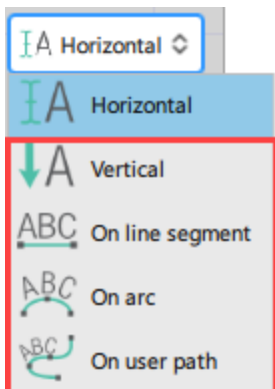 A Horizontal
A Horizontal
A Vertical
ABC On line segment
ABC On arc
ABC On user path